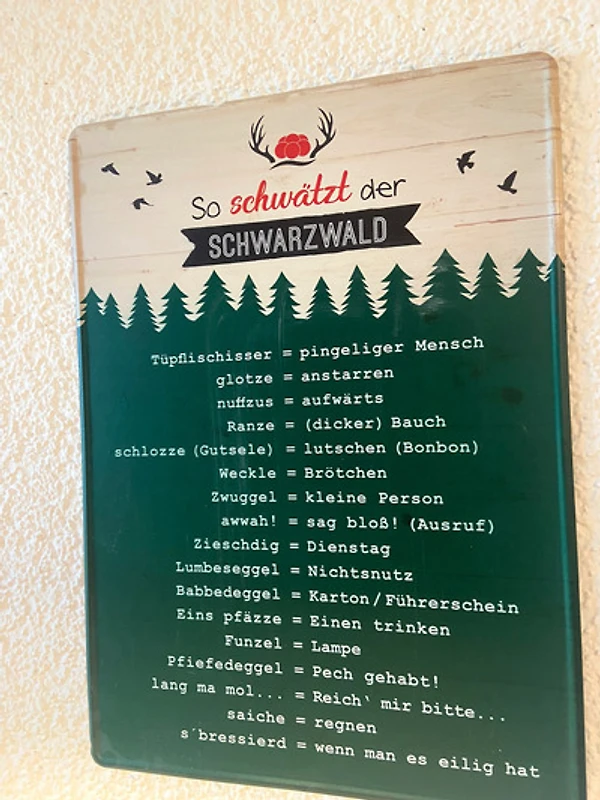 So schwätzt der
SCHWARZWALD
Tüpflischisser = pingeliger Mensch
glotze = anstarren
nuffzus = aufwärts
Ranze = (dicker) Bauch
schlozze (Gutsele) = lutschen (Bonbon)
Weckle = Brötchen
Zwuggel = kleine Person
awwah! = sag bloß! (Ausruf)
Zieschdig = Dienstag
Lumbeseggel = Nichtsnutz
Babbedeggel = Karton/Führerschein
Eins pfäzze = Einen trinken
Funzel = Lampe
Pfiefedeggel = Pech gehabt!
lang ma mol... = Reich' mir bitte...
saiche = regnen
s´bressierd = wenn man es eilig hat